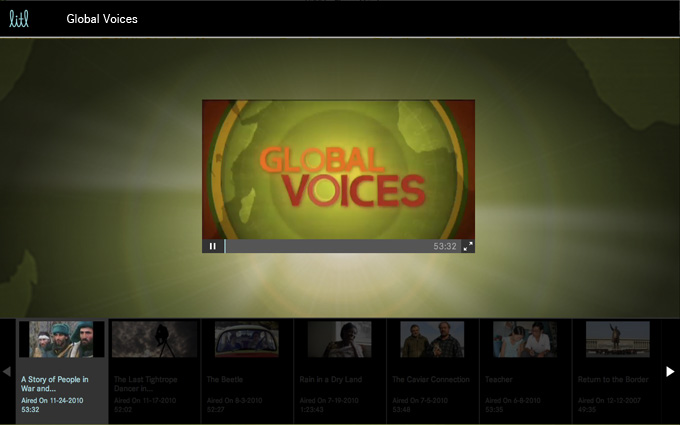 litl
Global Voices
GLOBAL
VOICES
53:32
A Story of People in
War and...
Aired On 11-24-2010
53:32
The Last Tightrope
Dancer in...
Aired On 11-17-2010
52:02
The Beetle
Aired On 8-3-2010
52:27
Rain in a Dry Land
Aired On 7-19-2010
1:23:43
The Caviar Connection
Aired On 7-5-2010
53:48
Teacher
Aired On 6-8-2010
53:35
Return to the Border
Aired On 12-12-2007
49:35